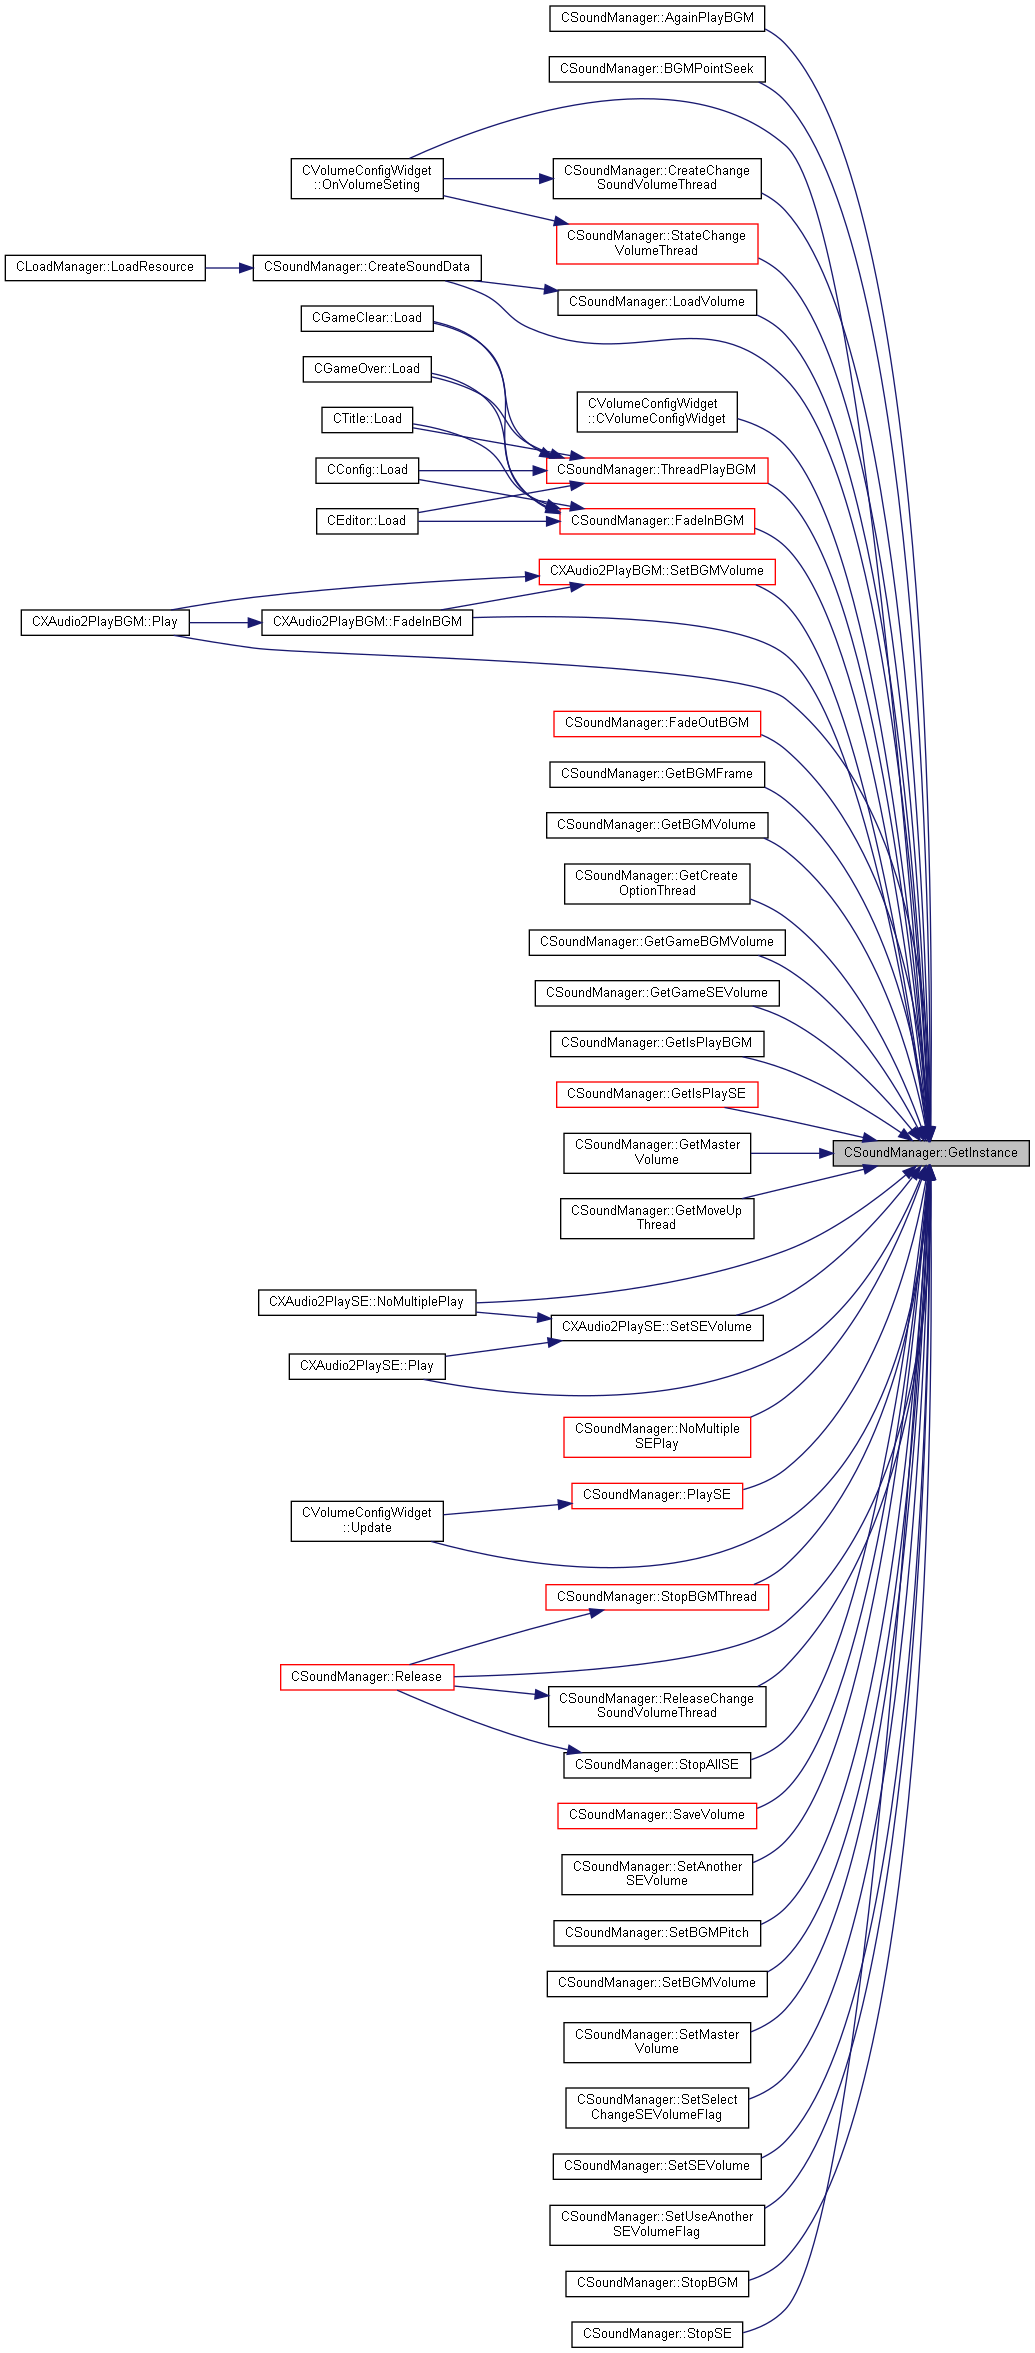 CSoundManager::AgainPlayBGM
CSoundManager::BGMPointSeek
CVolumeConfigWidget
::OnVolumeSeting
CSoundManager::CreateChange
SoundVolumeThread
CSoundManager::StateChange
VolumeThread
CLoadManager::LoadResource
CSoundManager::CreateSoundData
CSoundManager::LoadVolume
CGameClear::Load
CGameOver::Load
CTitle::Load
CConfig::Load
CEditor::Load
CVolumeConfigWidget
::CVolumeConfigWidget
CSoundManager::ThreadPlayBGM
CSoundManager::FadeInBGM
CXAudio2PlayBGM::SetBGMVolume
CXAudio2PlayBGM::Play
CXAudio2PlayBGM::FadeInBGM
CSoundManager::FadeOutBGM
CSoundManager::GetBGMFrame
CSoundManager::GetBGMVolume
CSoundManager::GetCreate
OptionThread
CSoundManager::GetGameBGMVolume
CSoundManager::GetGameSEVolume
CSoundManager::GetIsPlayBGM
CSoundManager::GetIsPlaySE
CSoundManager::GetMaster
Volume
CSoundManager::GetInstance
CSoundManager::GetMoveUp
Thread
CXAudio2PlaySE::NoMultiplePlay
CXAudio2PlaySE::SetSEVolume
CXAudio2PlaySE::Play
CSoundManager::NoMultiple
SEPlay
CSoundManager::PlaySE
CVolumeConfigWidget
::Update
CSoundManager::StopBGMThread
CSoundManager::Release
CSoundManager::ReleaseChange
SoundVolumeThread
CSoundManager::StopAllSE
CSoundManager::SaveVolume
CSoundManager::SetAnother
SEVolume
CSoundManager::SetBGMPitch
CSoundManager::SetBGMVolume
CSoundManager::SetMaster
Volume
CSoundManager::SetSelect
ChangeSEVolumeFlag
CSoundManager::SetSEVolume
CSoundManager::SetUseAnother
SEVolumeFlag
CSoundManager::StopBGM
CSoundManager::StopSE